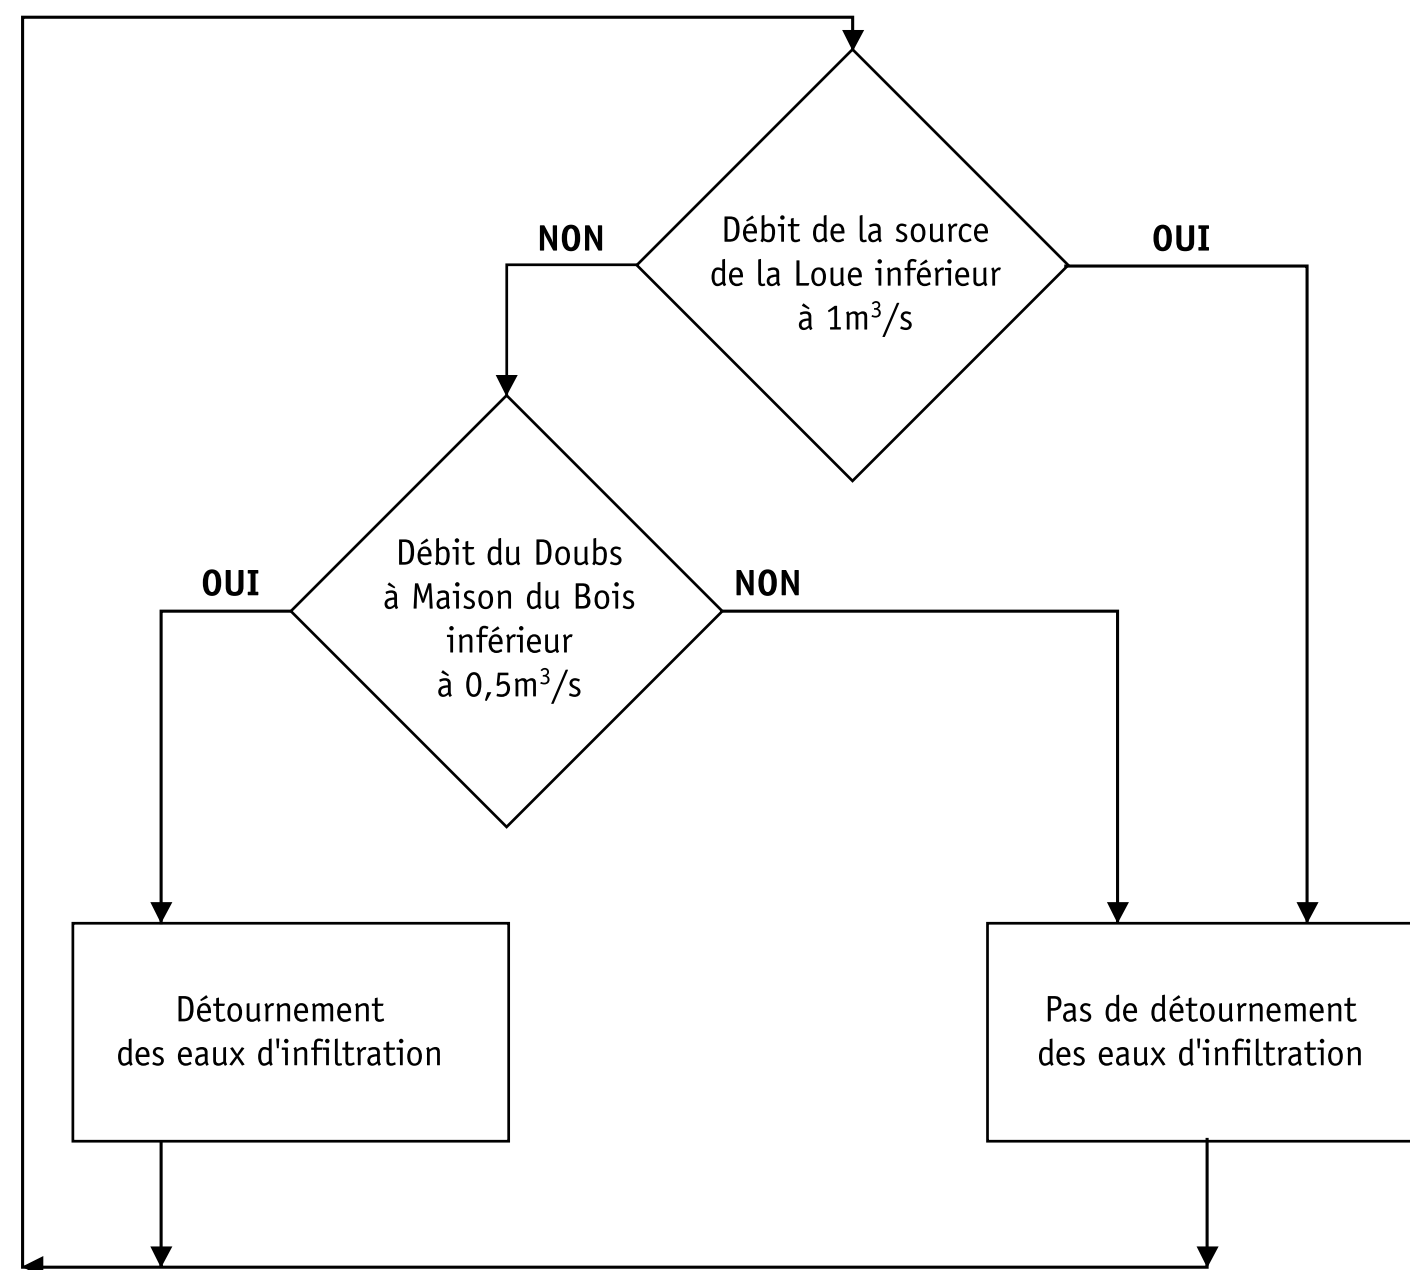 NON
Débit de la source
de la Loue inférieur
à 1m³/s
OUI
OUI
Débit du Doubs
à Maison du Bois
inférieur
à 0,5m³/s
NON
Détournement
des eaux d'infiltration
Pas de détournement
des eaux d'infiltration